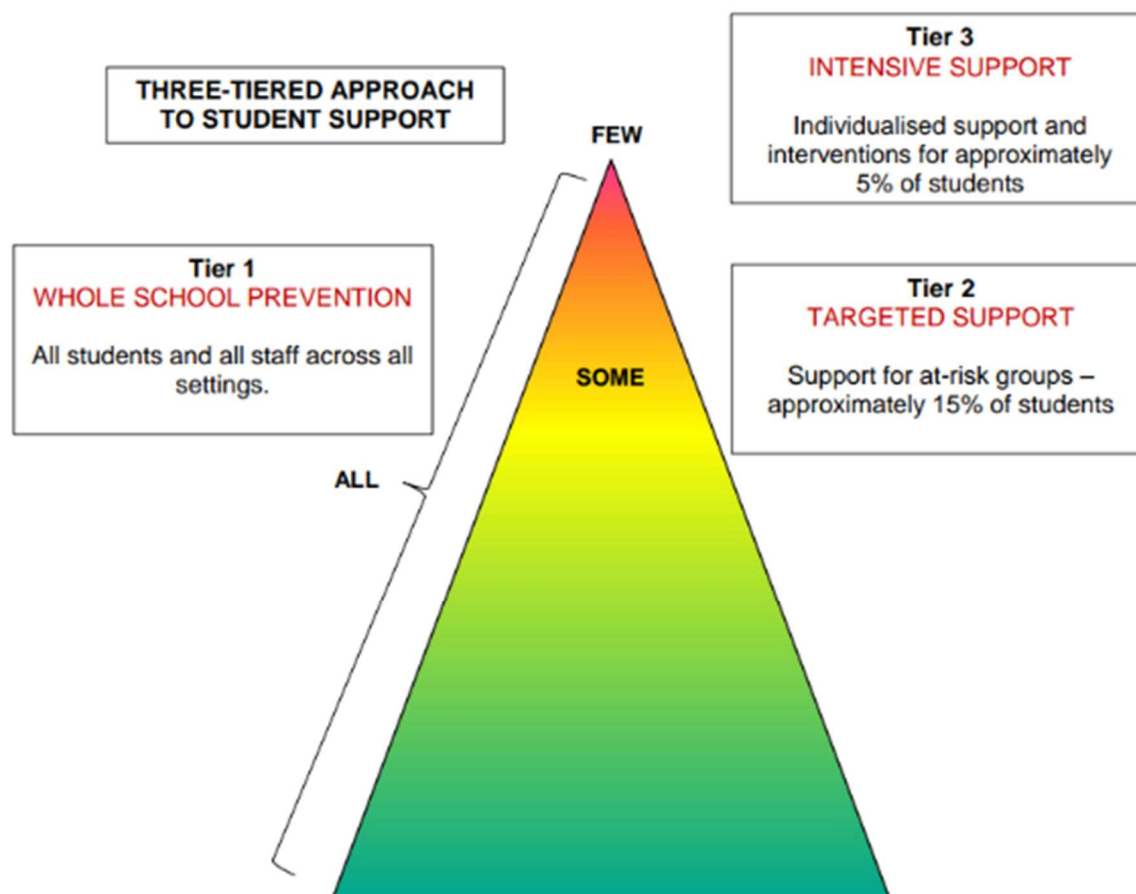 THREE-TIERED APPROACH
TO STUDENT SUPPORT
FEW
Tier 3
INTENSIVE SUPPORT
Individualised support and
interventions for approximately
5% of students
Tier 1
WHOLE SCHOOL PREVENTION
All students and all staff across all
settings.
Tier 2
TARGETED SUPPORT
Support for at-risk groups –
approximately 15% of students
SOME
ALL